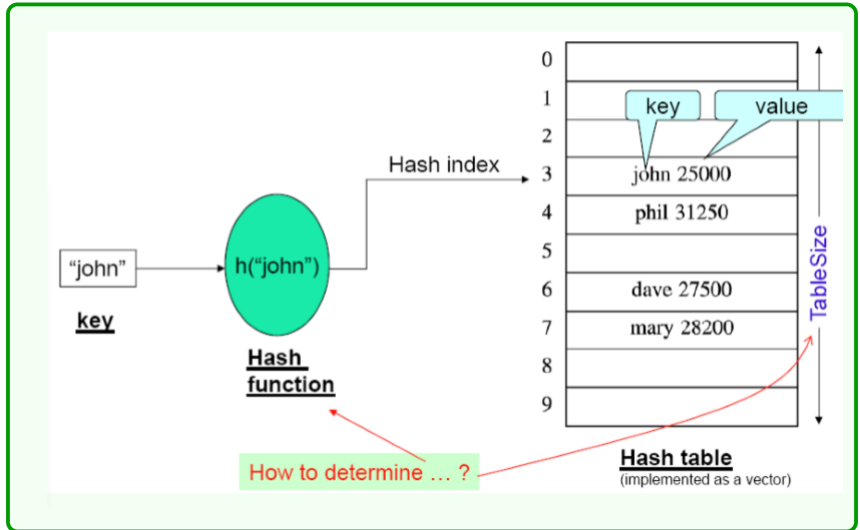 0
1
key
value
2
Hash index
3
john 25000
4
phil 31250
5
"john"
h("john")
key
6
dave 27500
7
mary 28200
TableSize
Hash
function
8
9
How to determine ... ?
Hash table
(implemented as a vector)